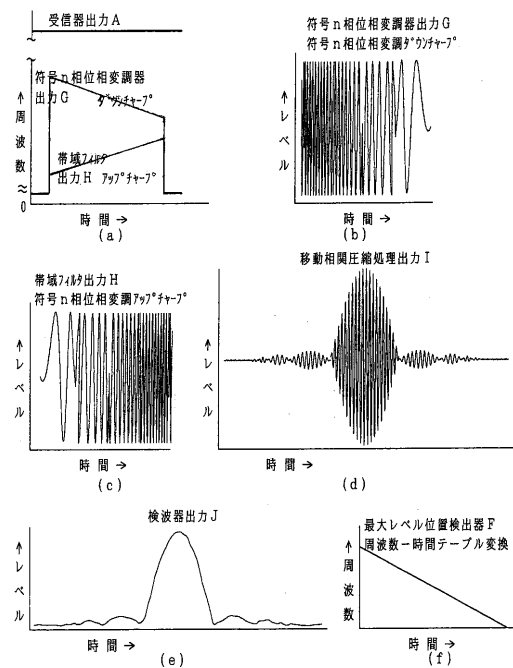 受信器出力A
符号n相位相変調器
出力G ﾀﾞｳﾝﾁｬｰﾌﾟ
帯域ﾌｨﾙﾀ
出力H ｱｯﾌﾟﾁｬｰﾌﾟ
↑周波数
0
時間→
(a)
符号n相位相変調器出力G
符号n相位相変調ﾀﾞｳﾝﾁｬｰﾌﾟ
↑レベル
時間→
(b)
帯域ﾌｨﾙﾀ出力H
符号n相位相変調ｱｯﾌﾟﾁｬｰﾌﾟ
↑レベル
時間→
(c)
移動相関圧縮処理出力I
↑レベル
時間→
(d)
検波器出力J
↑レベル
時間→
(e)
最大レベル位置検出器F
周波数ー時間テーブル変換
↑周波数
時間→
(f)